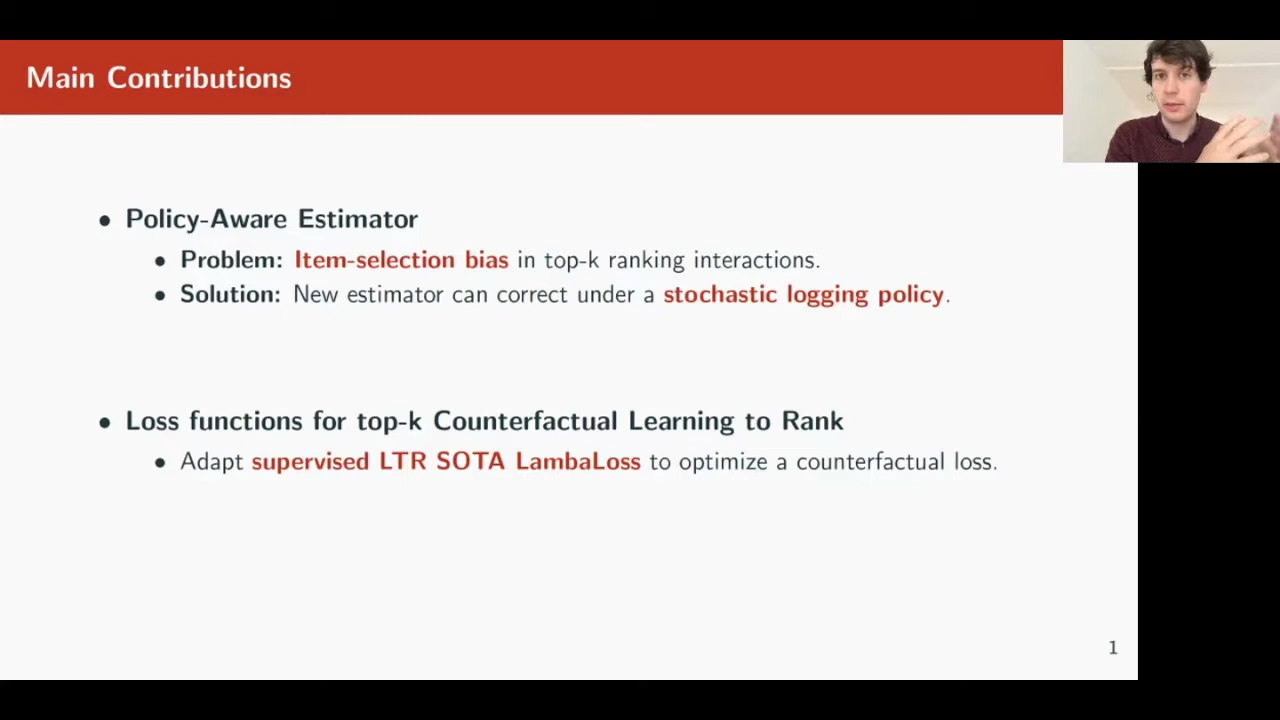 Main Contributions
• Policy-Aware Estimator
• Problem: Item-selection bias in top-k ranking interactions.
• Solution: New estimator can correct under a stochastic logging policy.
• Loss functions for top-k Counterfactual Learning to Rank
• Adapt supervised LTR SOTA LambaLoss to optimize a counterfactual loss.
1